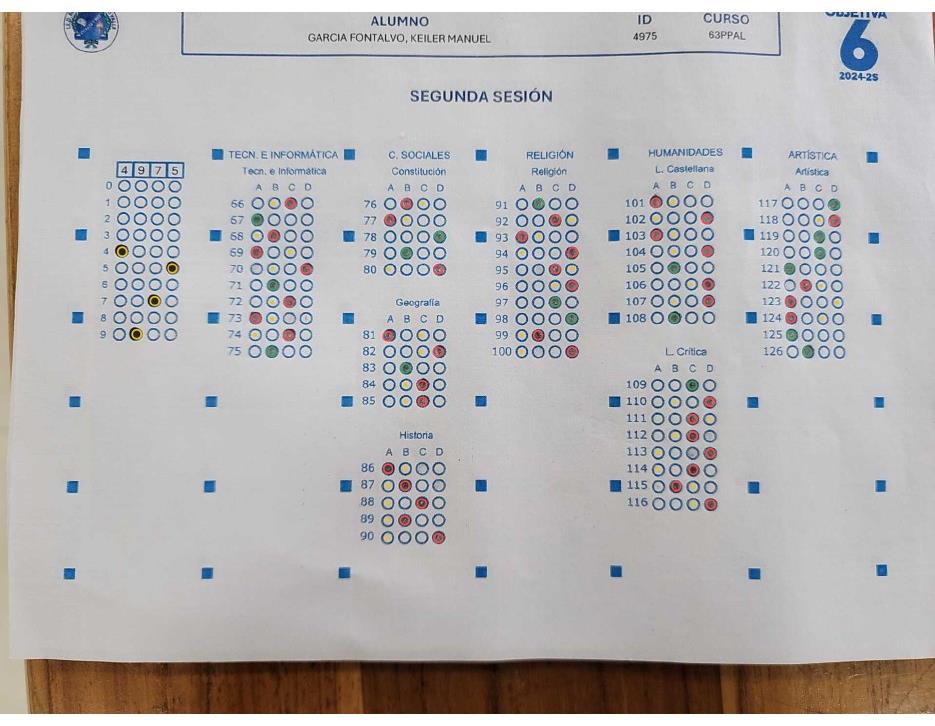 ALUMNO ID CURSO
GARCIA FONTALVO, KEILER MANUEL 4975 63PPAL
OBJETIVA
6
2024-2S
SEGUNDA SESIÓN
4 9 7 5
0
1
2
3
4
5
6
7
8
9
TECN. E INFORMÁTICA
Tecn. e Informática
A B C D
66
67
68
69
70
71
72
73
74
75
C. SOCIALES
Constitución
A B C D
76
77
78
79
80
Geografía
A B C D
81
82
83
84
85
Historia
A B C D
86
87
88
89
90
RELIGIÓN
Religión
A B C D
91
92
93
94
95
96
97
98
99
100
HUMANIDADES
L. Castellana
A B C D
101
102
103
104
105
106
107
108
L. Crítica
A B C D
109
110
111
112
113
114
115
116
ARTÍSTICA
Artística
A B C D
117
118
119
120
121
122
123
124
125
126